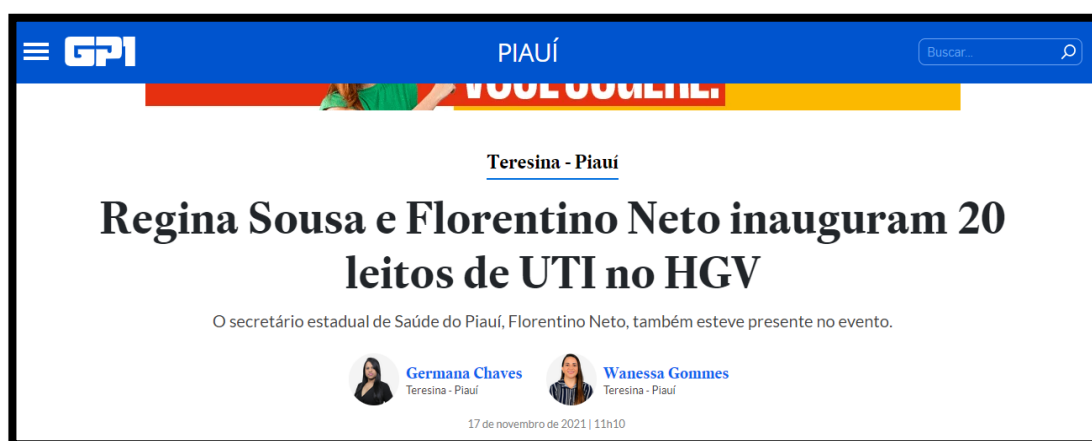 GP1
PIAUÍ
Buscar...
VOCÊ SUGERE.
Teresina - Piauí
Regina Sousa e Florentino Neto inauguram 20
leitos de UTI no HGV
O secretário estadual de Saúde do Piauí, Florentino Neto, também esteve presente no evento.
Germana Chaves
Teresina - Piauí
Wanessa Gommes
Teresina - Piauí
17 de novembro de 2021 | 11h10